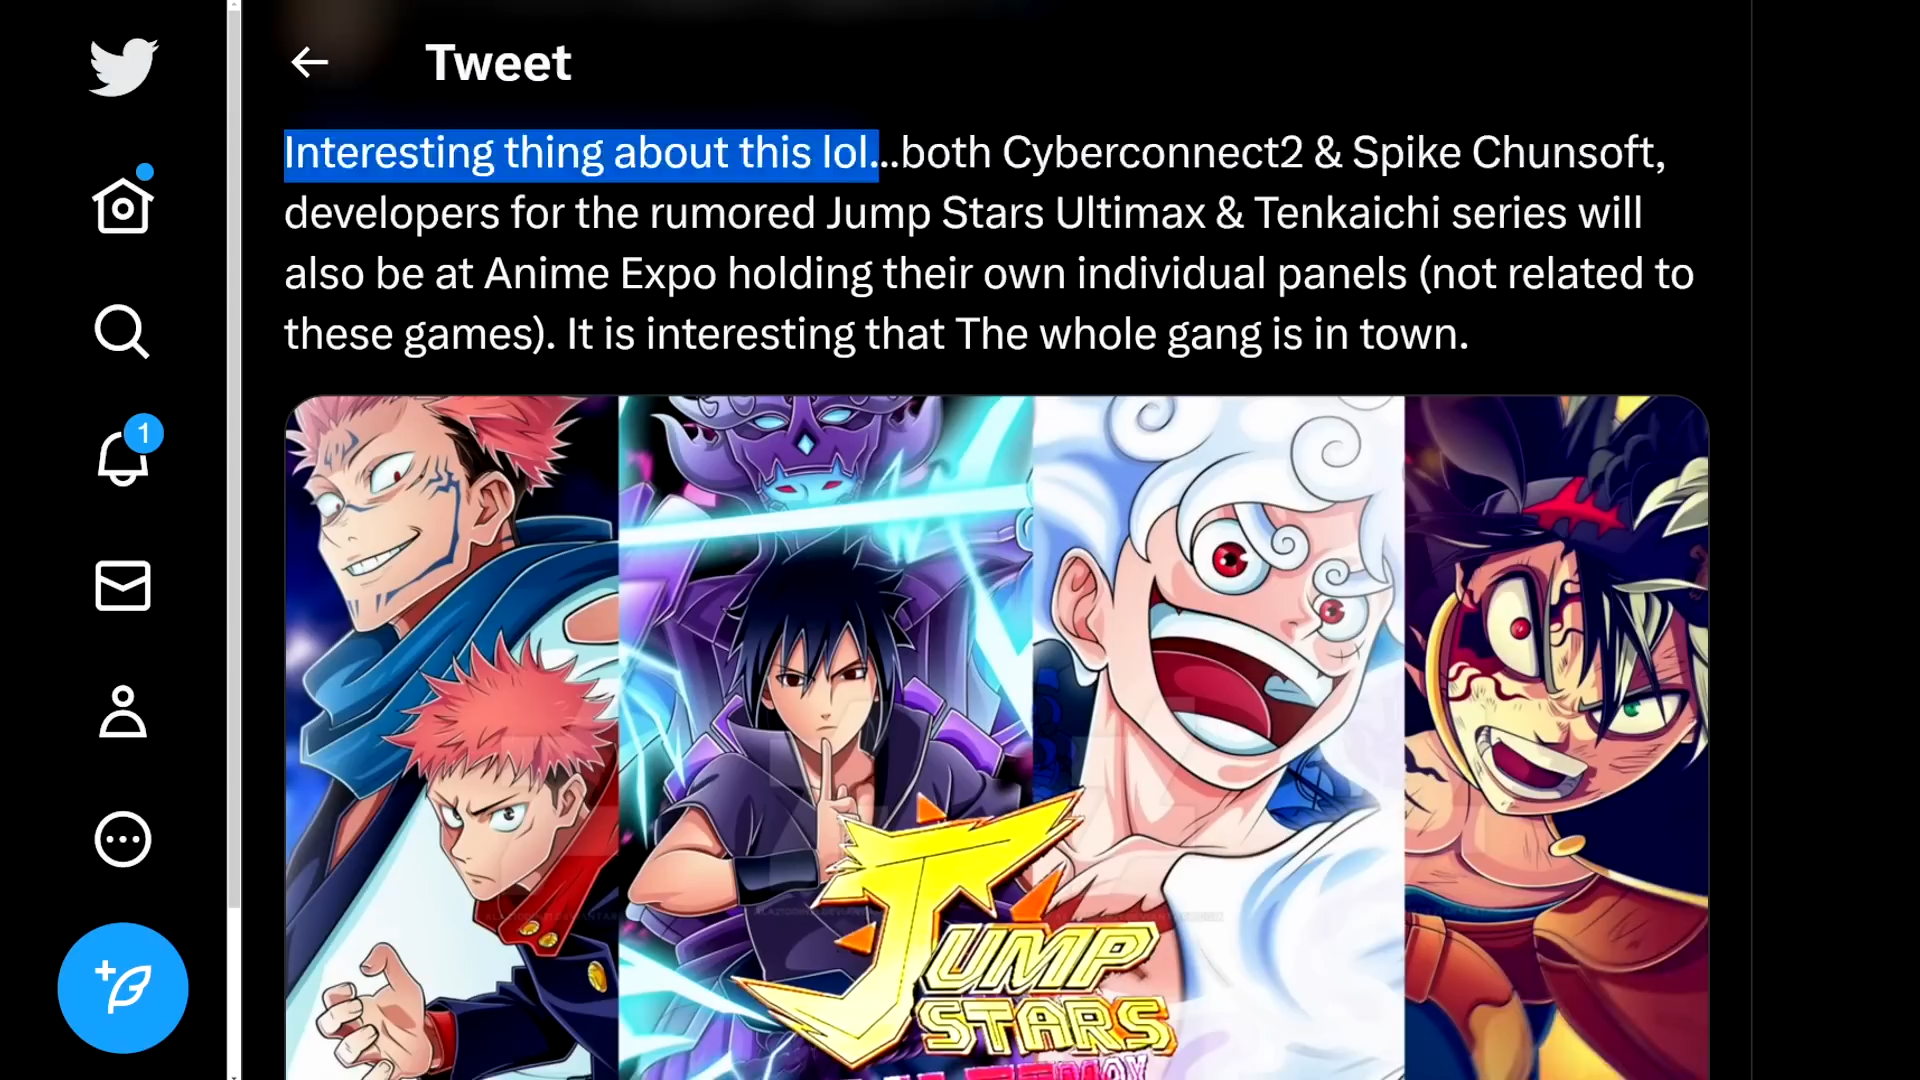 Tweet
Interesting thing about this lol...both Cyberconnect2 & Spike Chunsoft,
developers for the rumored Jump Stars Ultimax & Tenkaichi series will
also be at Anime Expo holding their own individual panels (not related to
these games). It is interesting that The whole gang is in town.
1
JUMP
STARS